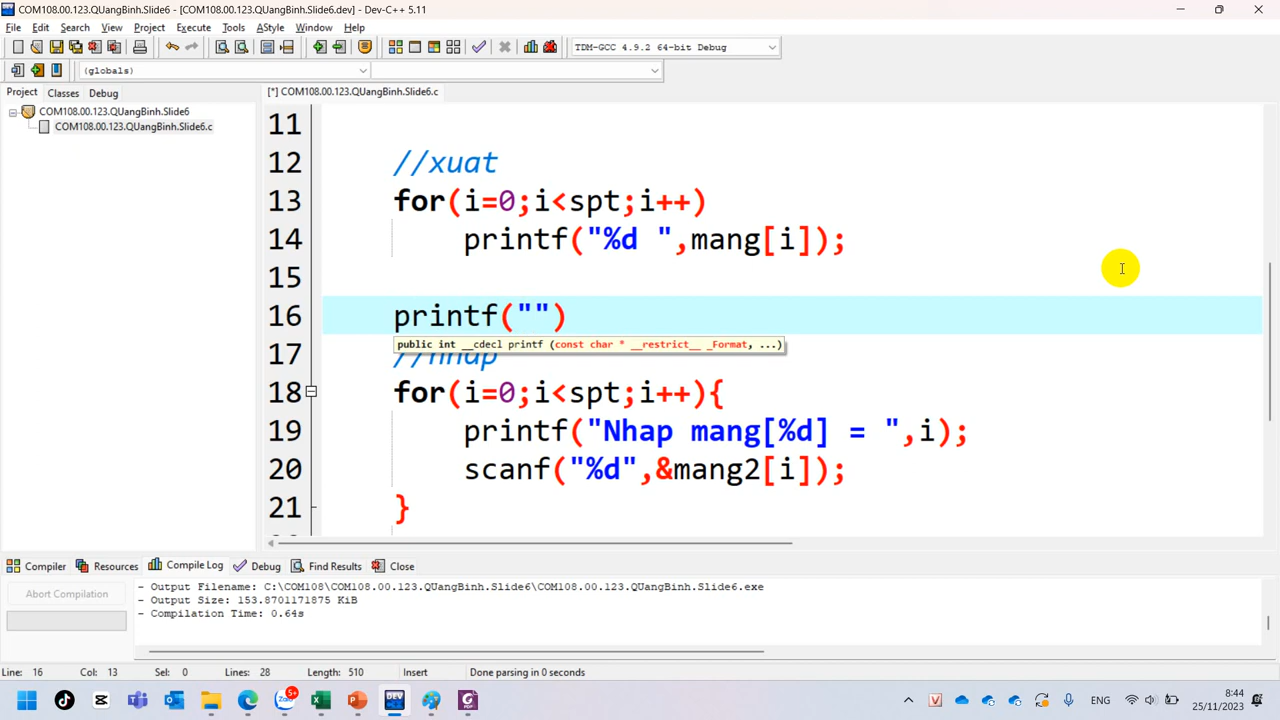 COM108.00.123.QUangBinh.Slide6 - [COM108.00.123.QUangBinh.Slide6.dev] - Dev-C++ 5.11
File Edit Search View Project Execute Tools AStyle Window Help
TDM-GCC 4.9.2 64-bit Debug
(globals)
Project Classes Debug
[*] COM108.00.123.QUangBinh.Slide6.c
COM108.00.123.QUangBinh.Slide6
COM108.00.123.QUangBinh.Slide6.c
11
12 //xuat
13 for(i=0;i<spt;i++)
14 printf("%d ",mang[i]);
15
16 printf("")
public int __cdecl printf (const char * __restrict__ _Format, ...)
17 //nhap
18 for(i=0;i<spt;i++){
19 printf("Nhap mang[%d] = ",i);
20 scanf("%d",&mang2[i]);
21 }
Compiler Resources Compile Log Debug Find Results Close
Abort Compilation
- Output Filename: C:\COM108\COM108.00.123.QUangBinh.Slide6\COM108.00.123.QUangBinh.Slide6.exe
- Output Size: 153.8701171875 KiB
- Compilation Time: 0.64s
Line: 16 Col: 13 Sel: 0 Lines: 28 Length: 510 Insert Done parsing in 0 seconds
Zalo 5+ DEV PDF V ENG 8:44
25/11/2023